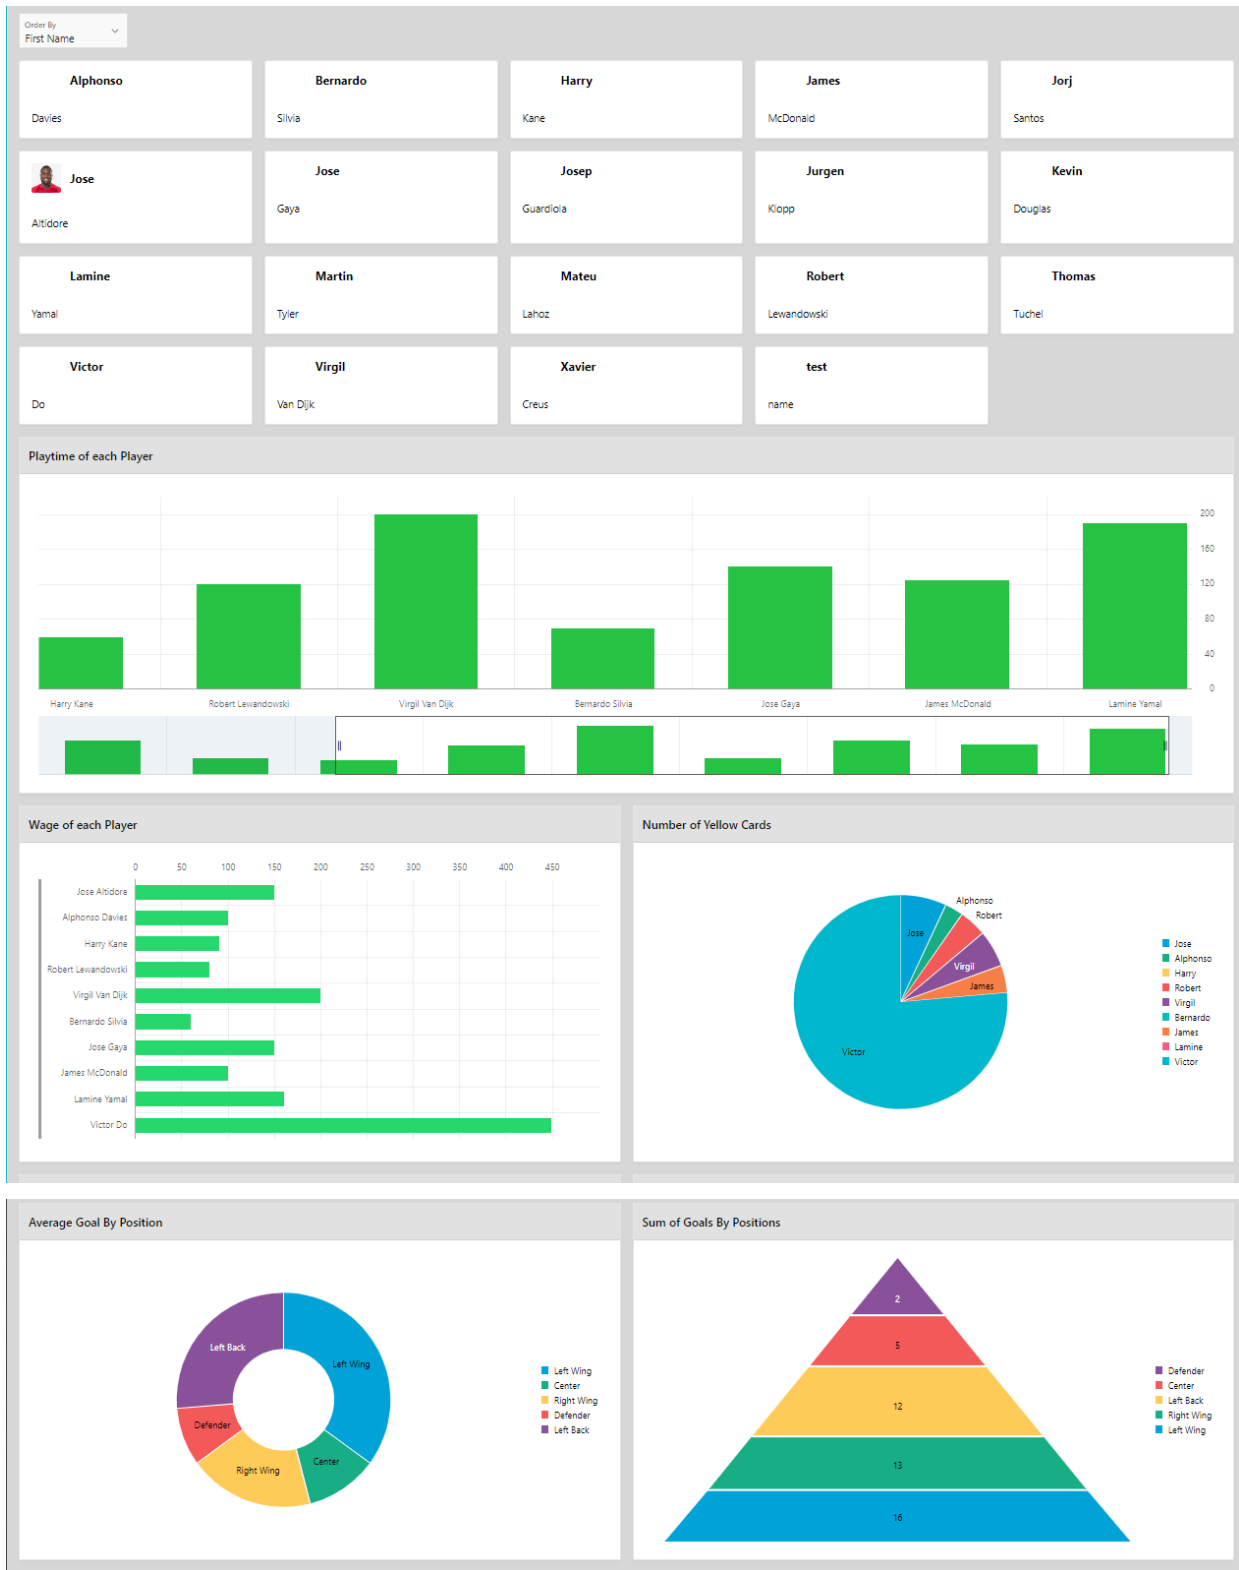 Order By
First Name
Alphonso
Davies
Bernardo
Silvia
Harry
Kane
James
McDonald
Jorj
Santos
Jose
Altidore
Jose
Gaya
Josep
Guardiola
Jurgen
Klopp
Kevin
Douglas
Lamine
Yamal
Martin
Tyler
Mateu
Lahoz
Robert
Lewandowski
Thomas
Tuchel
Victor
Do
Virgil
Van Dijk
Xavier
Creus
test
name
Playtime of each Player
200
160
120
80
40
0
Harry Kane
Robert Lewandowski
Virgil Van Dijk
Bernardo Silvia
Jose Gaya
James McDonald
Lamine Yamal
Wage of each Player
0 50 100 150 200 250 300 350 400 450
Jose Altidore
Alphonso Davies
Harry Kane
Robert Lewandowski
Virgil Van Dijk
Bernardo Silvia
Jose Gaya
James McDonald
Lamine Yamal
Victor Do
Number of Yellow Cards
Alphonso
Robert
Jose
Virgil
James
Victor
Jose
Alphonso
Harry
Robert
Virgil
Bernardo
James
Lamine
Victor
Average Goal By Position
Left Back
Left Wing
Defender
Center
Right Wing
Left Wing
Center
Right Wing
Defender
Left Back
Sum of Goals By Positions
2
5
12
13
16
Defender
Center
Left Back
Right Wing
Left Wing